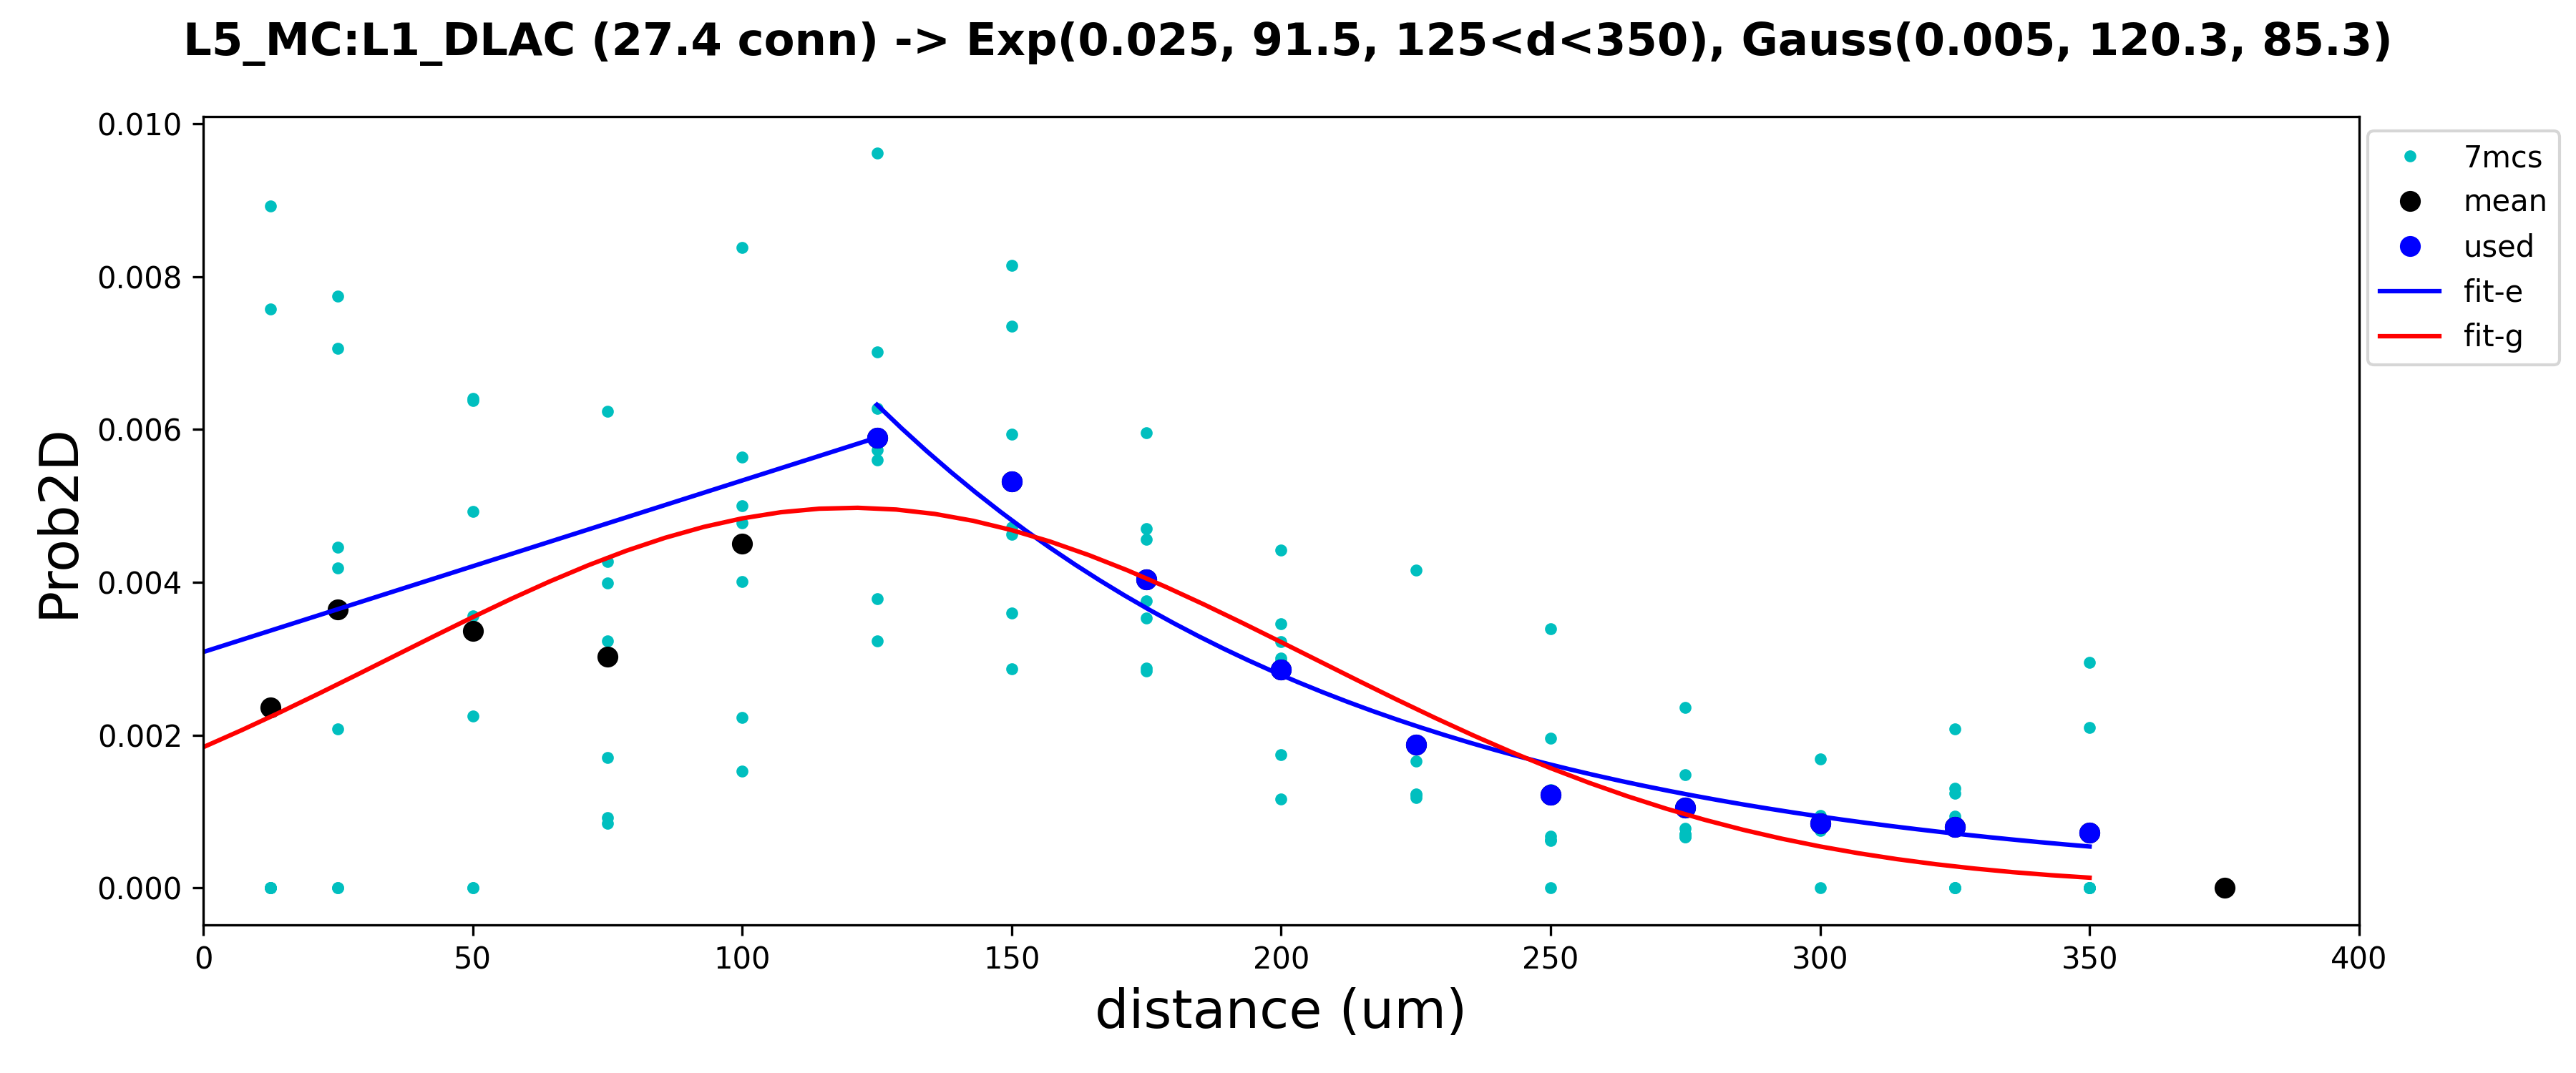 L5_MC:L1_DLAC (27.4 conn) -> Exp(0.025, 91.5, 125<d<350), Gauss(0.005, 120.3, 85.3)
0.010
0.008
0.006
0.004
0.002
0.000
Prob2D
0 50 100 150 200 250 300 350 400
distance (um)
7mcs
mean
used
fit-e
fit-g